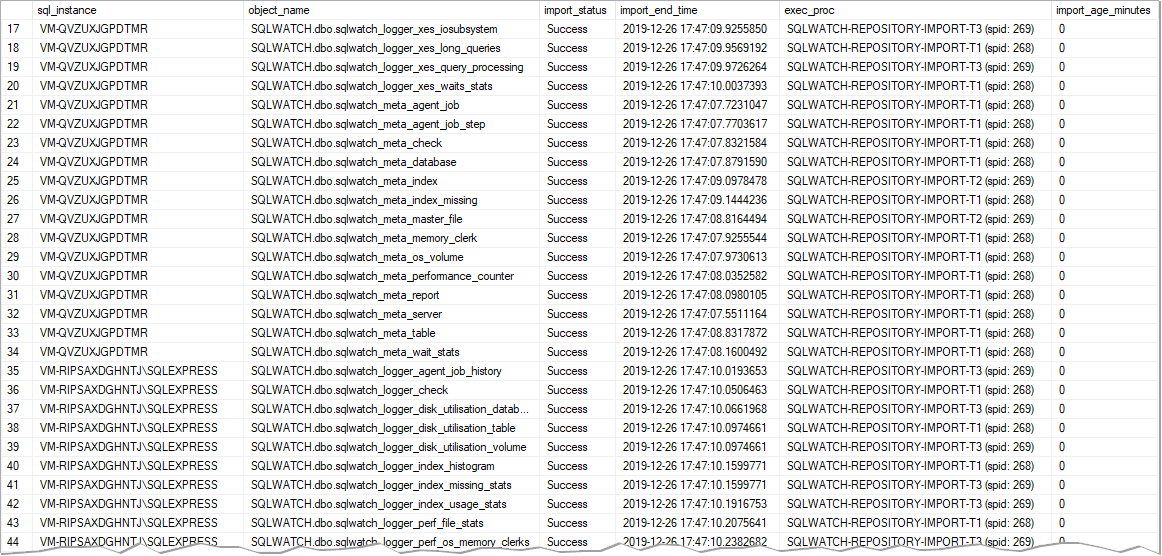 sql_instance object_name import_status import_end_time exec_proc import_age_minutes
17 VM-QVZUXJGPDTMR SQLWATCH.dbo.sqlwatch_logger_xes_iosubsystem Success 2019-12-26 17:47:09.9255850 SQLWATCH-REPOSITORY-IMPORT-T3 (spid: 269) 0
18 VM-QVZUXJGPDTMR SQLWATCH.dbo.sqlwatch_logger_xes_long_queries Success 2019-12-26 17:47:09.9569192 SQLWATCH-REPOSITORY-IMPORT-T1 (spid: 268) 0
19 VM-QVZUXJGPDTMR SQLWATCH.dbo.sqlwatch_logger_xes_query_processing Success 2019-12-26 17:47:09.9726264 SQLWATCH-REPOSITORY-IMPORT-T3 (spid: 269) 0
20 VM-QVZUXJGPDTMR SQLWATCH.dbo.sqlwatch_logger_xes_waits_stats Success 2019-12-26 17:47:10.0037393 SQLWATCH-REPOSITORY-IMPORT-T1 (spid: 268) 0
21 VM-QVZUXJGPDTMR SQLWATCH.dbo.sqlwatch_meta_agent_job Success 2019-12-26 17:47:07.7231047 SQLWATCH-REPOSITORY-IMPORT-T1 (spid: 268) 0
22 VM-QVZUXJGPDTMR SQLWATCH.dbo.sqlwatch_meta_agent_job_step Success 2019-12-26 17:47:07.7703617 SQLWATCH-REPOSITORY-IMPORT-T1 (spid: 268) 0
23 VM-QVZUXJGPDTMR SQLWATCH.dbo.sqlwatch_meta_check Success 2019-12-26 17:47:07.8321584 SQLWATCH-REPOSITORY-IMPORT-T1 (spid: 268) 0
24 VM-QVZUXJGPDTMR SQLWATCH.dbo.sqlwatch_meta_database Success 2019-12-26 17:47:07.8791590 SQLWATCH-REPOSITORY-IMPORT-T1 (spid: 268) 0
25 VM-QVZUXJGPDTMR SQLWATCH.dbo.sqlwatch_meta_index Success 2019-12-26 17:47:09.0978478 SQLWATCH-REPOSITORY-IMPORT-T2 (spid: 269) 0
26 VM-QVZUXJGPDTMR SQLWATCH.dbo.sqlwatch_meta_index_missing Success 2019-12-26 17:47:09.1444236 SQLWATCH-REPOSITORY-IMPORT-T1 (spid: 268) 0
27 VM-QVZUXJGPDTMR SQLWATCH.dbo.sqlwatch_meta_master_file Success 2019-12-26 17:47:08.8164494 SQLWATCH-REPOSITORY-IMPORT-T2 (spid: 269) 0
28 VM-QVZUXJGPDTMR SQLWATCH.dbo.sqlwatch_meta_memory_clerk Success 2019-12-26 17:47:07.9255544 SQLWATCH-REPOSITORY-IMPORT-T1 (spid: 268) 0
29 VM-QVZUXJGPDTMR SQLWATCH.dbo.sqlwatch_meta_os_volume Success 2019-12-26 17:47:07.9730613 SQLWATCH-REPOSITORY-IMPORT-T1 (spid: 268) 0
30 VM-QVZUXJGPDTMR SQLWATCH.dbo.sqlwatch_meta_performance_counter Success 2019-12-26 17:47:08.0352582 SQLWATCH-REPOSITORY-IMPORT-T1 (spid: 268) 0
31 VM-QVZUXJGPDTMR SQLWATCH.dbo.sqlwatch_meta_report Success 2019-12-26 17:47:08.0980105 SQLWATCH-REPOSITORY-IMPORT-T1 (spid: 268) 0
32 VM-QVZUXJGPDTMR SQLWATCH.dbo.sqlwatch_meta_server Success 2019-12-26 17:47:07.5511164 SQLWATCH-REPOSITORY-IMPORT-T1 (spid: 268) 0
33 VM-QVZUXJGPDTMR SQLWATCH.dbo.sqlwatch_meta_table Success 2019-12-26 17:47:08.8317872 SQLWATCH-REPOSITORY-IMPORT-T1 (spid: 268) 0
34 VM-QVZUXJGPDTMR SQLWATCH.dbo.sqlwatch_meta_wait_stats Success 2019-12-26 17:47:08.1600492 SQLWATCH-REPOSITORY-IMPORT-T1 (spid: 268) 0
35 VM-RIPSAXDGHNTJ\SQLEXPRESS SQLWATCH.dbo.sqlwatch_logger_agent_job_history Success 2019-12-26 17:47:10.0193653 SQLWATCH-REPOSITORY-IMPORT-T3 (spid: 269) 0
36 VM-RIPSAXDGHNTJ\SQLEXPRESS SQLWATCH.dbo.sqlwatch_logger_check Success 2019-12-26 17:47:10.0506463 SQLWATCH-REPOSITORY-IMPORT-T1 (spid: 268) 0
37 VM-RIPSAXDGHNTJ\SQLEXPRESS SQLWATCH.dbo.sqlwatch_logger_disk_utilisation_datab... Success 2019-12-26 17:47:10.0661968 SQLWATCH-REPOSITORY-IMPORT-T3 (spid: 269) 0
38 VM-RIPSAXDGHNTJ\SQLEXPRESS SQLWATCH.dbo.sqlwatch_logger_disk_utilisation_table Success 2019-12-26 17:47:10.0974661 SQLWATCH-REPOSITORY-IMPORT-T1 (spid: 268) 0
39 VM-RIPSAXDGHNTJ\SQLEXPRESS SQLWATCH.dbo.sqlwatch_logger_disk_utilisation_volume Success 2019-12-26 17:47:10.0974661 SQLWATCH-REPOSITORY-IMPORT-T3 (spid: 269) 0
40 VM-RIPSAXDGHNTJ\SQLEXPRESS SQLWATCH.dbo.sqlwatch_logger_index_histogram Success 2019-12-26 17:47:10.1599771 SQLWATCH-REPOSITORY-IMPORT-T1 (spid: 268) 0
41 VM-RIPSAXDGHNTJ\SQLEXPRESS SQLWATCH.dbo.sqlwatch_logger_index_missing_stats Success 2019-12-26 17:47:10.1599771 SQLWATCH-REPOSITORY-IMPORT-T3 (spid: 269) 0
42 VM-RIPSAXDGHNTJ\SQLEXPRESS SQLWATCH.dbo.sqlwatch_logger_index_usage_stats Success 2019-12-26 17:47:10.1916753 SQLWATCH-REPOSITORY-IMPORT-T3 (spid: 269) 0
43 VM-RIPSAXDGHNTJ\SQLEXPRESS SQLWATCH.dbo.sqlwatch_logger_perf_file_stats Success 2019-12-26 17:47:10.2075641 SQLWATCH-REPOSITORY-IMPORT-T1 (spid: 268) 0
44 VM-RIPSAXDGHNTJ\SQLEXPRESS SQLWATCH.dbo.sqlwatch_logger_perf_os_memory_clerks Success 2019-12-26 17:47:10.2382682 SQLWATCH-REPOSITORY-IMPORT-T3 (spid: 269) 0